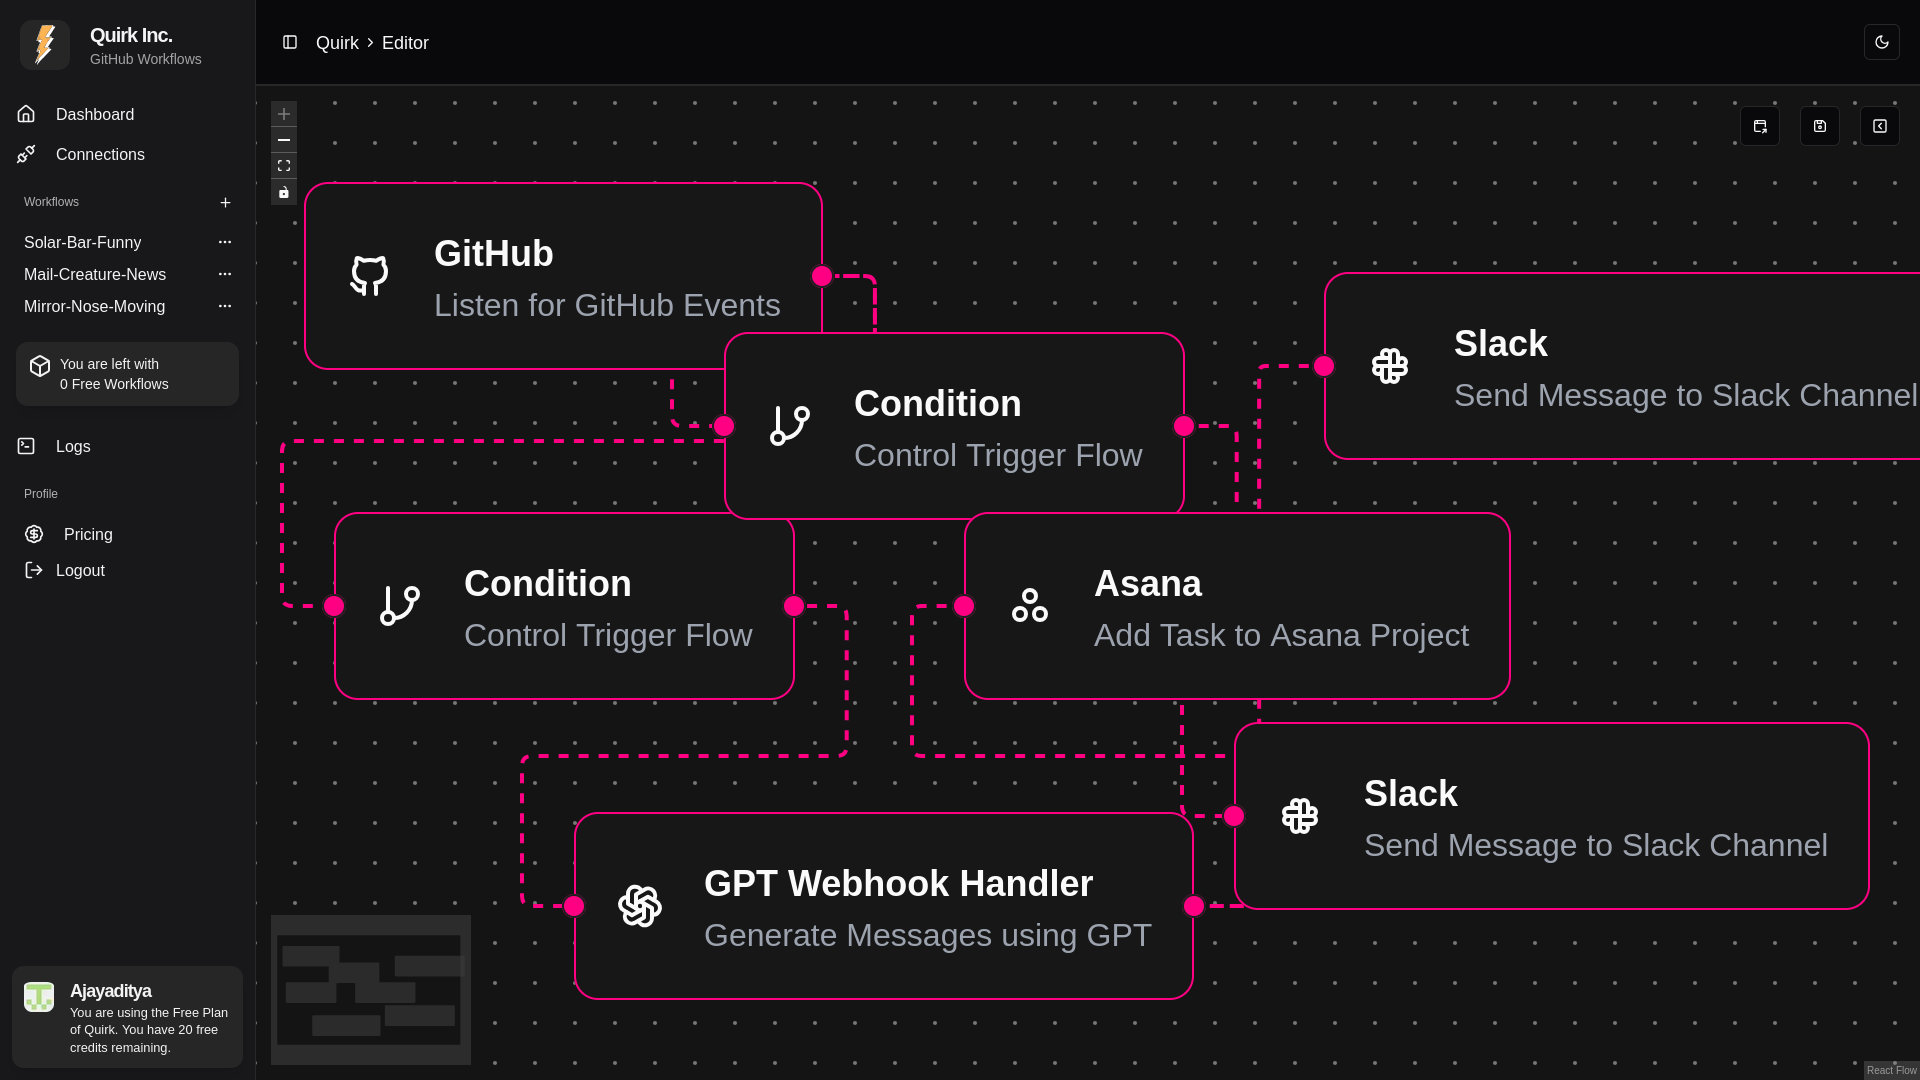 Quirk Inc.
GitHub Workflows
Dashboard
Connections
Workflows
Solar-Bar-Funny
Mail-Creature-News
Mirror-Nose-Moving
You are left with
0 Free Workflows
Logs
Profile
Pricing
Logout
Ajayaditya
You are using the Free Plan
of Quirk. You have 20 free
credits remaining.
Quirk > Editor
GitHub
Listen for GitHub Events
Slack
Send Message to Slack Channel
Condition
Control Trigger Flow
Condition
Control Trigger Flow
Asana
Add Task to Asana Project
Slack
Send Message to Slack Channel
GPT Webhook Handler
Generate Messages using GPT
React Flow